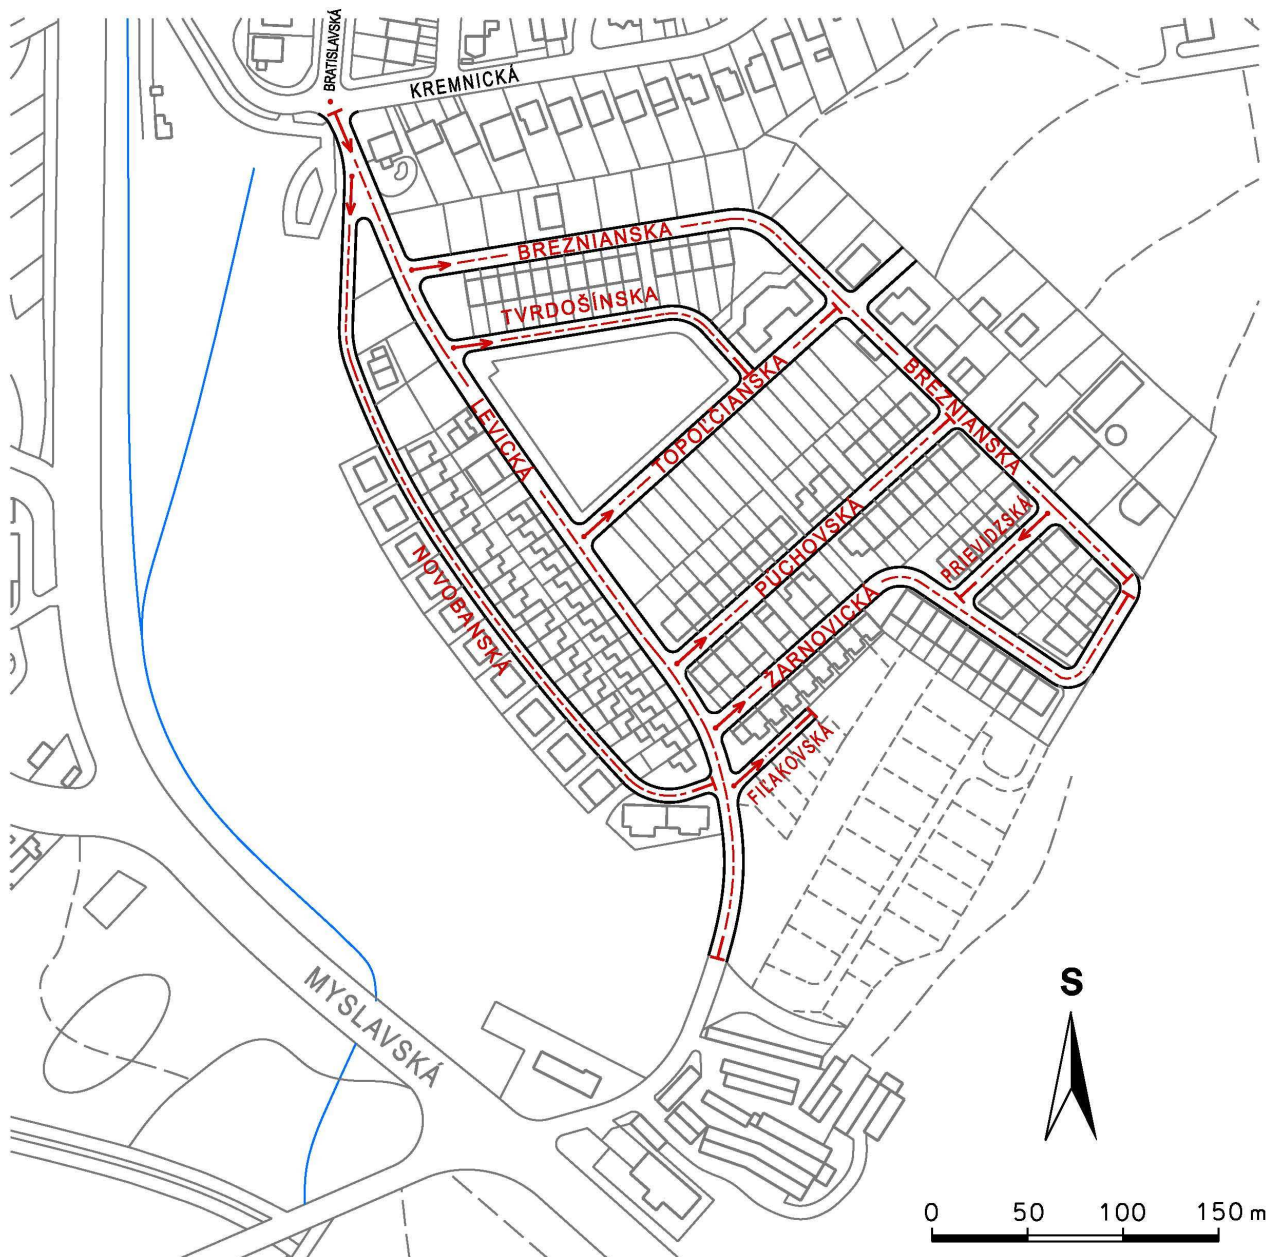 BRATISLAVSKÁ
KREMNICKÁ
BREZNIANSKA
TVRDOŠÍNSKA
LEVICKÁ
TOPOĽČIANSKA
BREZNIANSKA
PÚCHOVSKÁ
PRIEVIDZSKÁ
NOVOBANSKÁ
ŽARNOVICKÁ
FIĽAKOVSKÁ
MYSLAVSKÁ
S
0 50 100 150 m